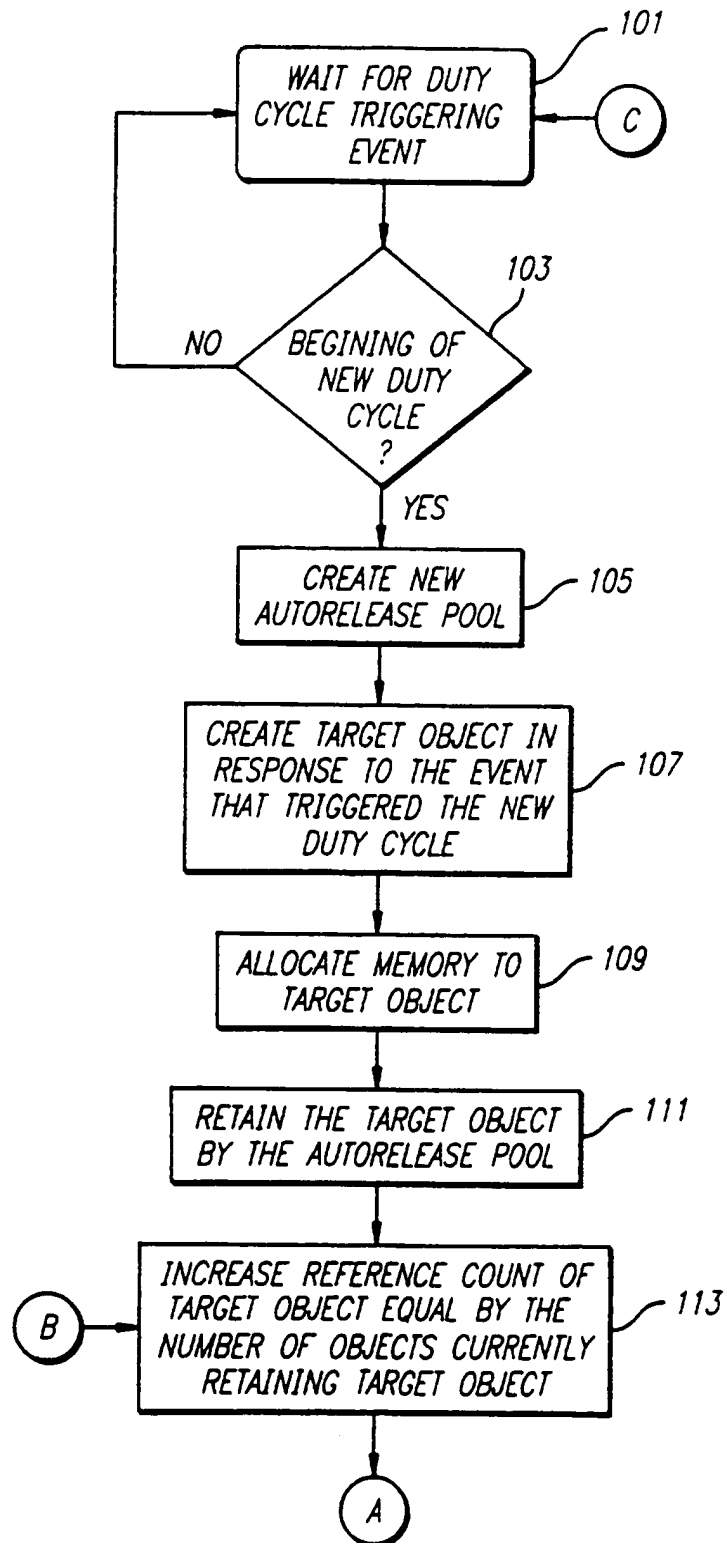 101
WAIT FOR DUTY
CYCLE TRIGGERING
EVENT
C
103
NO
BEGINING OF
NEW DUTY
CYCLE
?
YES
CREATE NEW
AUTORELEASE POOL
105
CREATE TARGET OBJECT IN
RESPONSE TO THE EVENT
THAT TRIGGERED THE NEW
DUTY CYCLE
107
ALLOCATE MEMORY TO
TARGET OBJECT
109
RETAIN THE TARGET OBJECT
BY THE AUTORELEASE POOL
111
INCREASE REFERENCE COUNT OF
TARGET OBJECT EQUAL BY THE
NUMBER OF OBJECTS CURRENTLY
RETAINING TARGET OBJECT
113
B
A